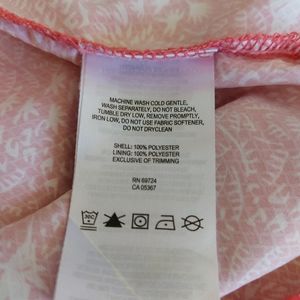 MACHINE WASH COLD GENTLE,
WASH SEPARATELY, DO NOT BLEACH,
TUMBLE DRY LOW, REMOVE PROMPTLY,
IRON LOW, DO NOT USE FABRIC SOFTENER,
DO NOT DRYCLEAN
SHELL: 100% POLYESTER
LINING: 100% POLYESTER
EXCLUSIVE OF TRIMMING
RN 69724
CA 05367